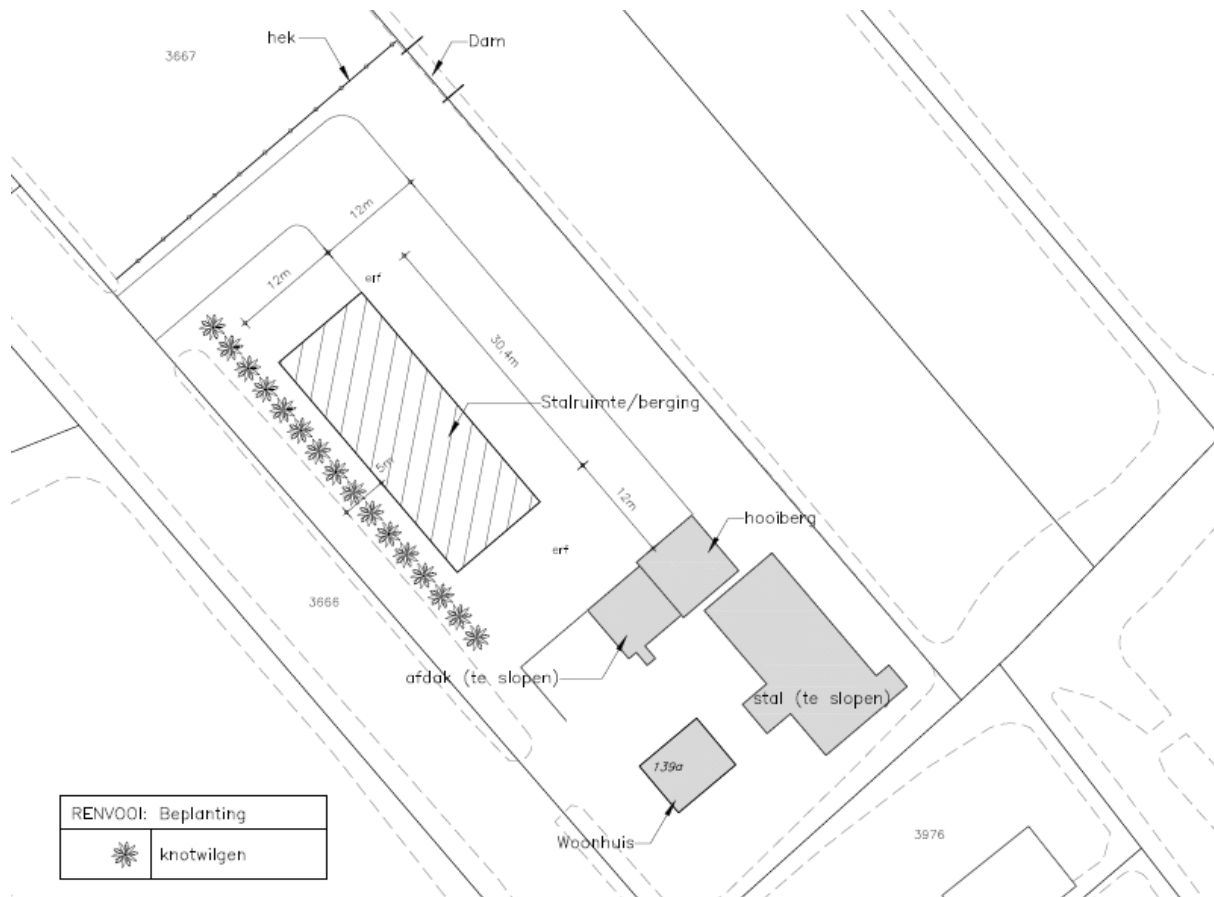 hek
Dam
3667
12m
12m
erf
30,4m
Stalruimte/berging
5m
12m
hooiberg
erf
3666
afdak (te slopen)
stal (te slopen)
139a
Woonhuis
3976
RENVOOI: Beplanting
knotwilgen